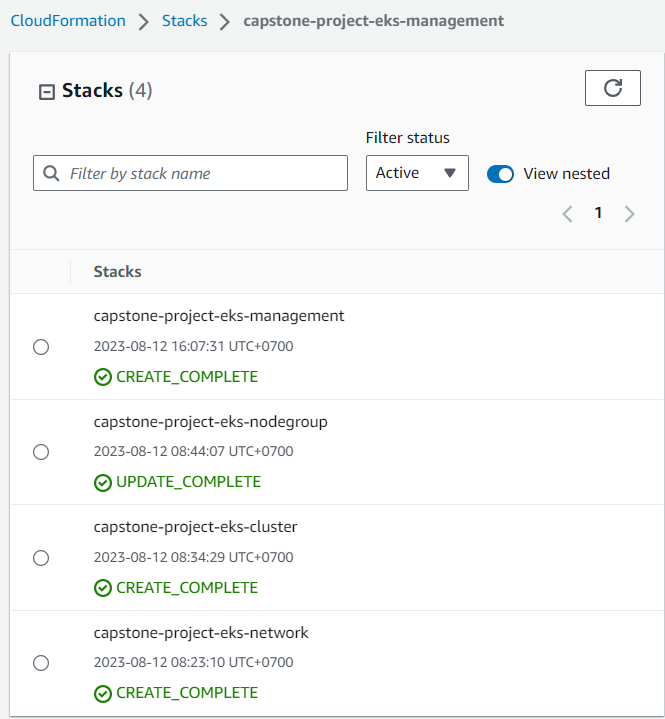 CloudFormation > Stacks > capstone-project-eks-management
Stacks (4)
Filter status
Filter by stack name
Active
View nested
1
Stacks
capstone-project-eks-management
2023-08-12 16:07:31 UTC+0700
CREATE_COMPLETE
capstone-project-eks-nodegroup
2023-08-12 08:44:07 UTC+0700
UPDATE_COMPLETE
capstone-project-eks-cluster
2023-08-12 08:34:29 UTC+0700
CREATE_COMPLETE
capstone-project-eks-network
2023-08-12 08:23:10 UTC+0700
CREATE_COMPLETE